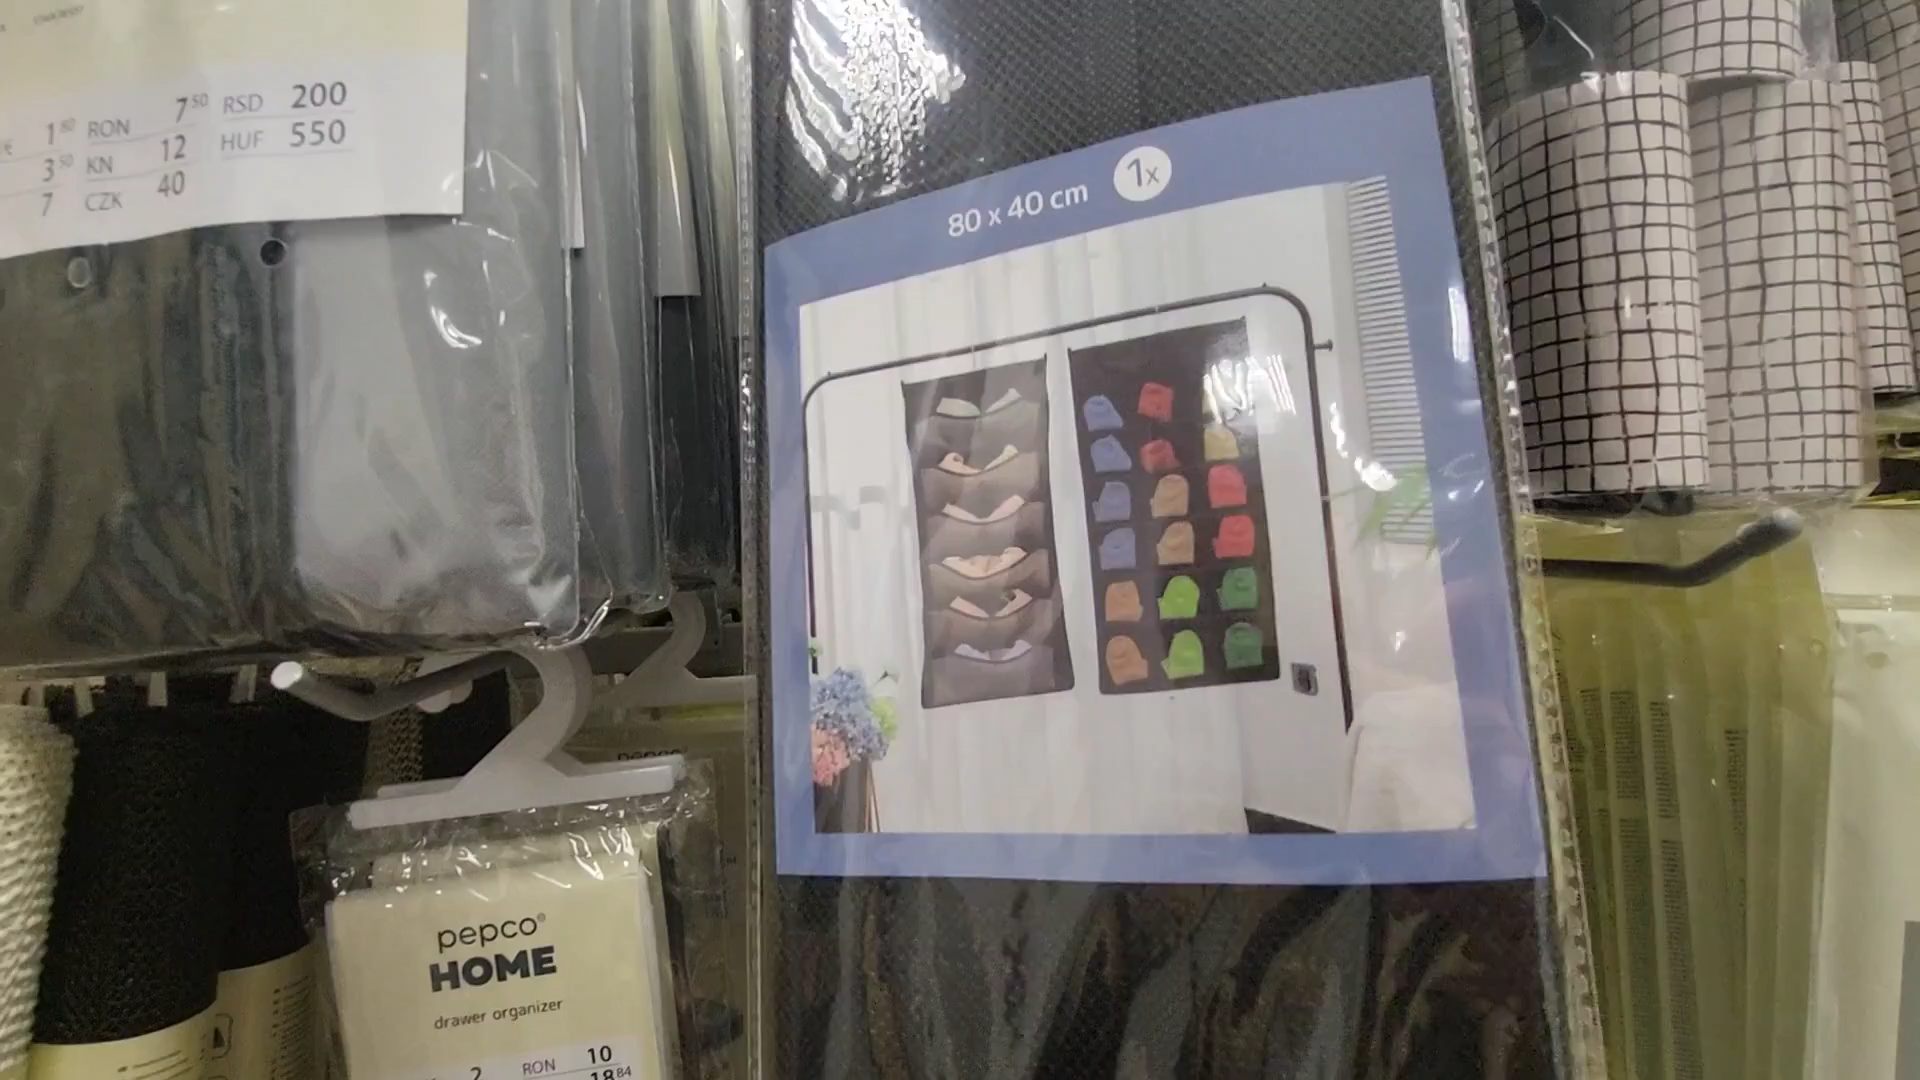 1⁸⁰ RON 7⁵⁰ RSD 200
3⁵⁰ KN 12 HUF 550
7 CZK 40
80 x 40 cm 1x
pepco®
HOME
drawer organizer
2 RON 10
18⁸⁴